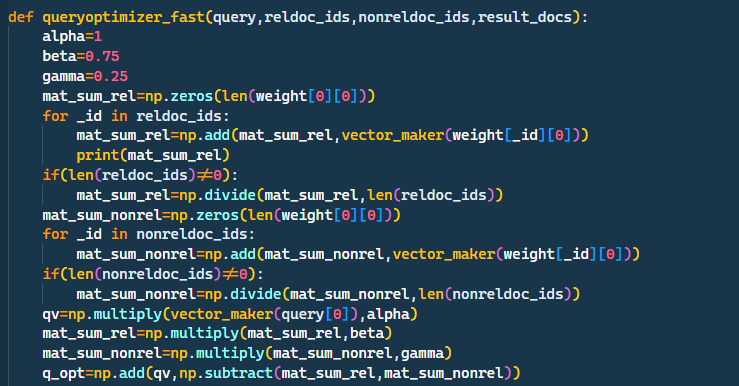 def queryoptimizer_fast(query,reldoc_ids,nonreldoc_ids,result_docs):
    alpha=1
    beta=0.75
    gamma=0.25
    mat_sum_rel=np.zeros(len(weight[0][0]))
    for _id in reldoc_ids:
        mat_sum_rel=np.add(mat_sum_rel,vector_maker(weight[_id][0]))
        print(mat_sum_rel)
    if(len(reldoc_ids)≠0):
        mat_sum_rel=np.divide(mat_sum_rel,len(reldoc_ids))
    mat_sum_nonrel=np.zeros(len(weight[0][0]))
    for _id in nonreldoc_ids:
        mat_sum_nonrel=np.add(mat_sum_nonrel,vector_maker(weight[_id][0]))
    if(len(nonreldoc_ids)≠0):
        mat_sum_nonrel=np.divide(mat_sum_nonrel,len(nonreldoc_ids))
    qv=np.multiply(vector_maker(query[0]),alpha)
    mat_sum_rel=np.multiply(mat_sum_rel,beta)
    mat_sum_nonrel=np.multiply(mat_sum_nonrel,gamma)
    q_opt=np.add(qv,np.subtract(mat_sum_rel,mat_sum_nonrel))